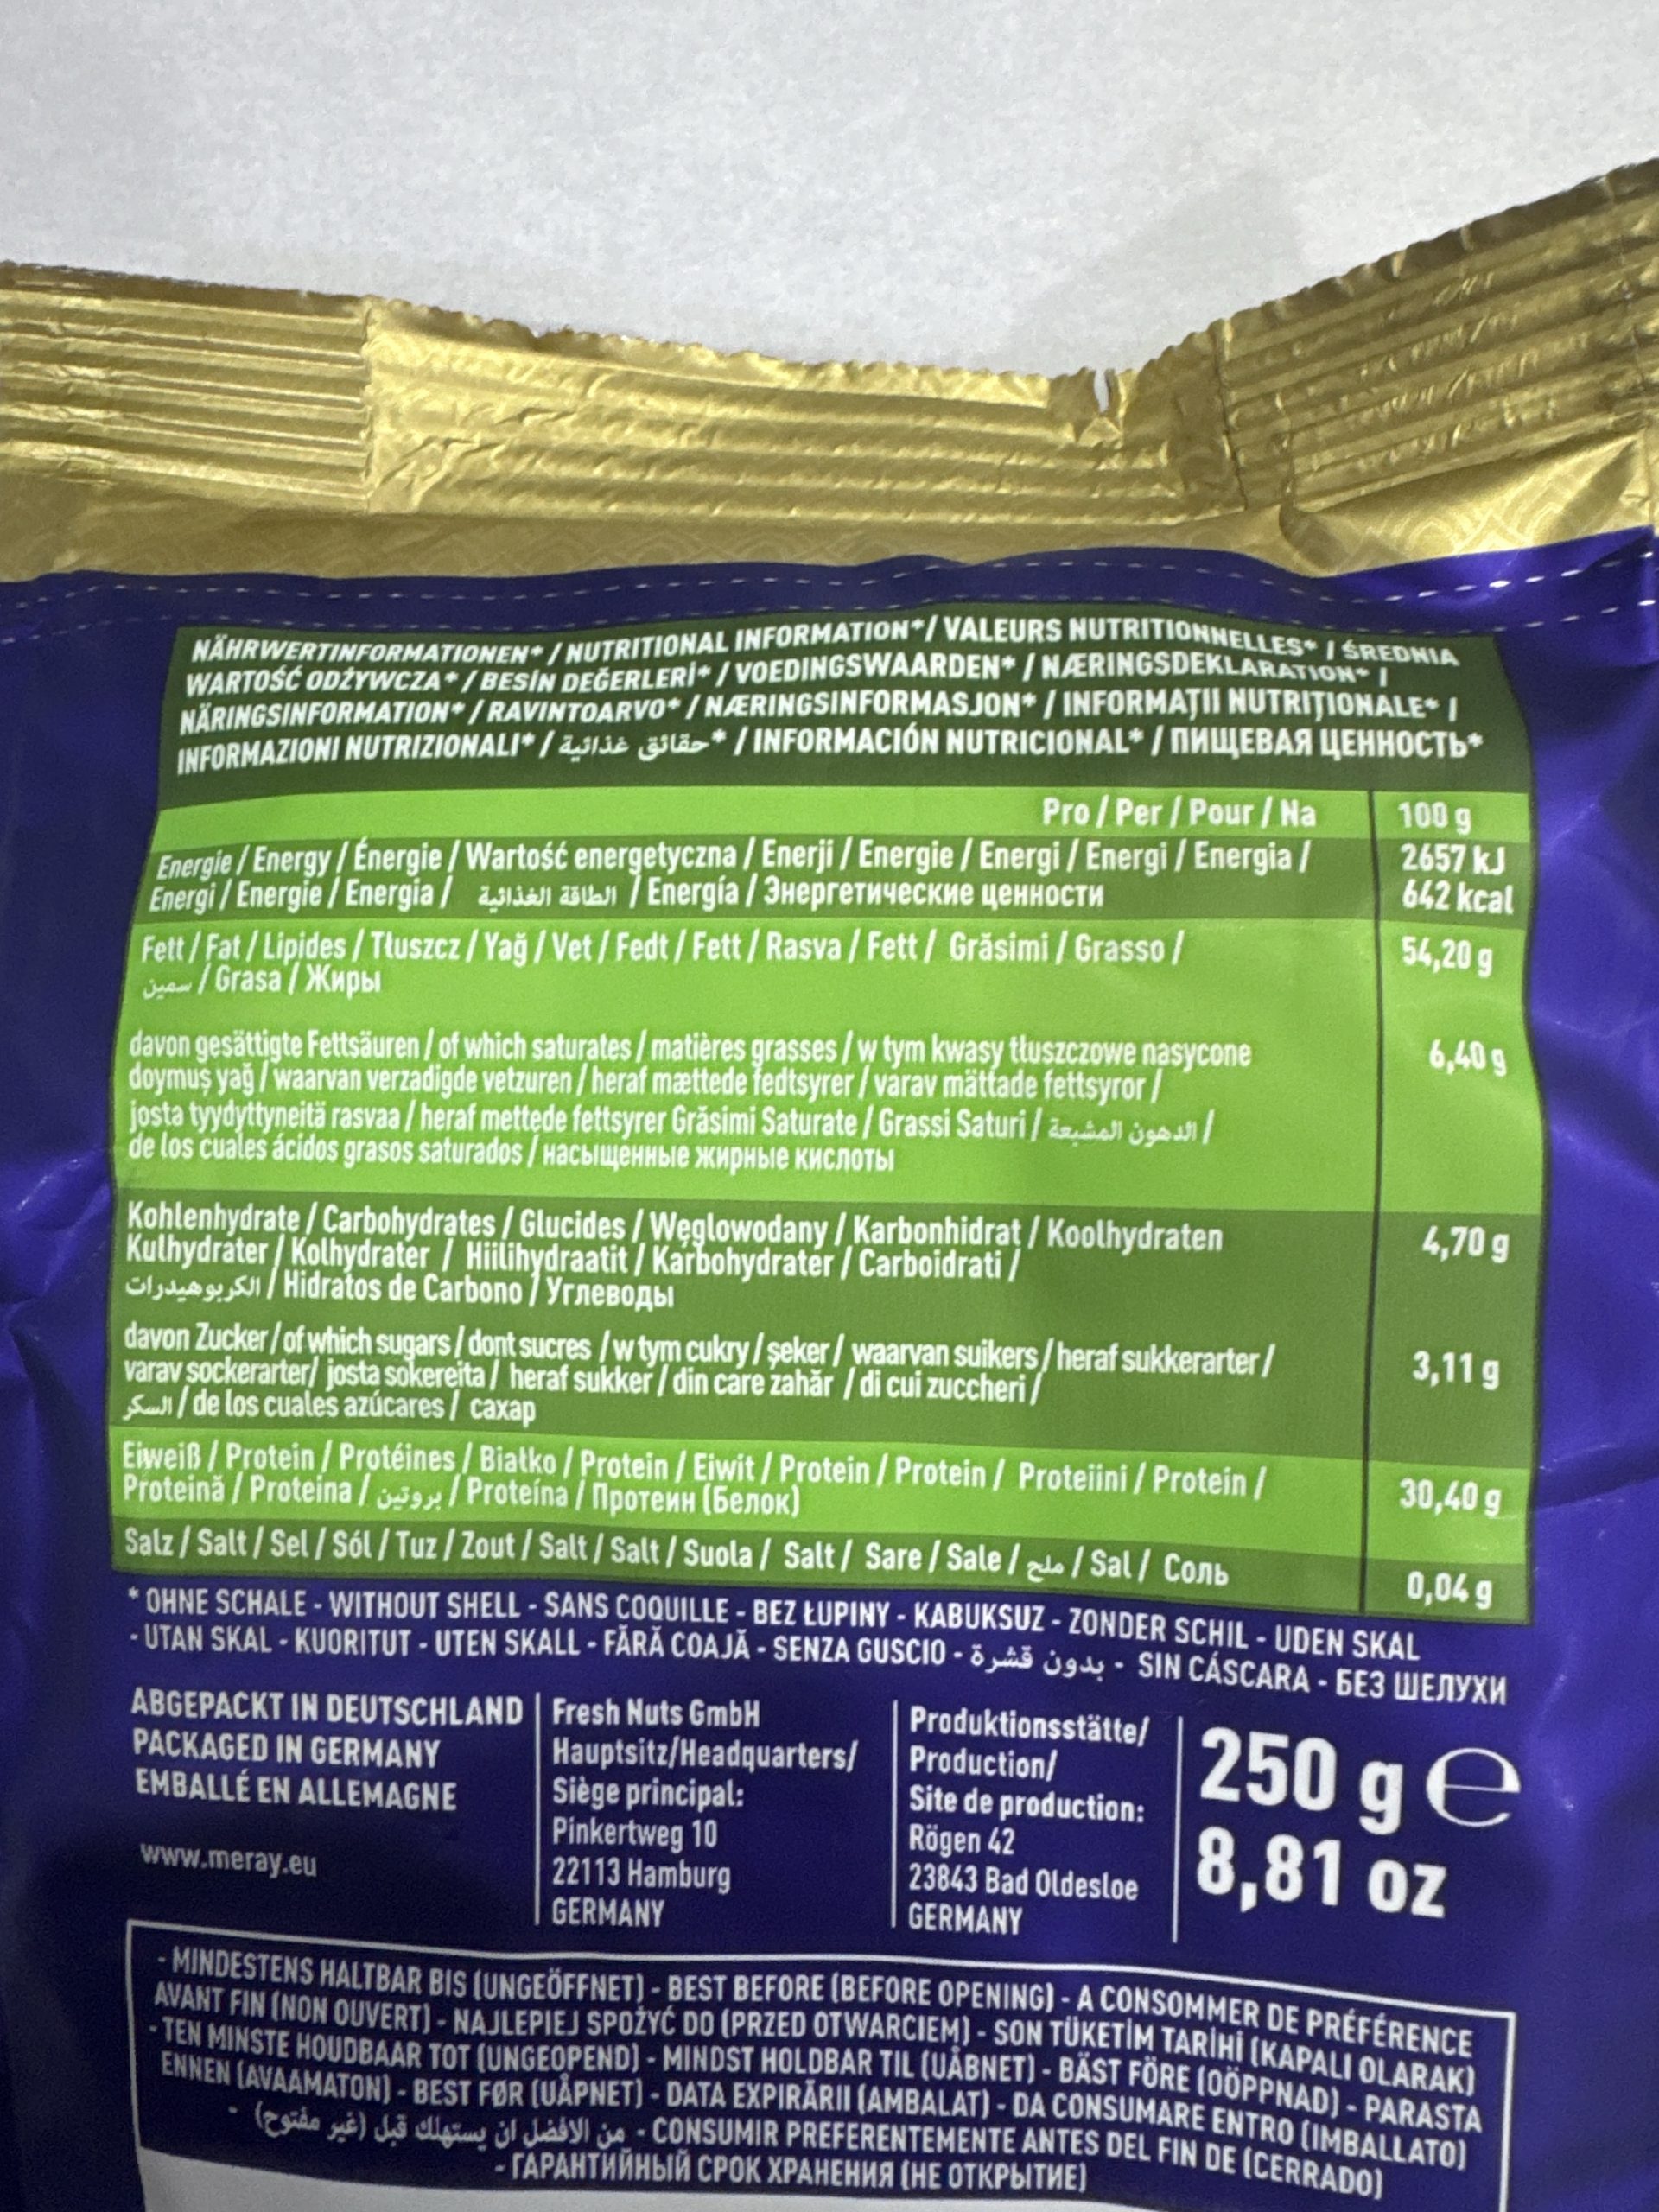 NÄHRWERTINFORMATIONEN* / NUTRITIONAL INFORMATION* / VALEURS NUTRITIONNELLES* / ŚREDNIA
WARTOŚĆ ODŻYWCZA* / BESİN DEĞERLERİ* / VOEDINGSWAARDEN* / NÆRINGSDEKLARATION* /
NÄRINGSINFORMATION* / RAVINTOARVO* / NÆRINGSINFORMASJON* / INFORMAȚII NUTRIȚIONALE* /
INFORMAZIONI NUTRIZIONALI* / حقائق غذائية* / INFORMACIÓN NUTRICIONAL* / ПИЩЕВАЯ ЦЕННОСТЬ*
Pro / Per / Pour / Na 100 g
Energie / Energy / Énergie / Wartość energetyczna / Enerji / Energie / Energi / Energi / Energia / 2657 kJ
Energi / Energie / Energia / الطاقة الغذائية / Energía / Энергетические ценности 642 kcal
Fett / Fat / Lipides / Tłuszcz / Yağ / Vet / Fedt / Fett / Rasva / Fett / Grăsimi / Grasso / 54,20 g
سمين / Grasa / Жиры
davon gesättigte Fettsäuren / of which saturates / matières grasses / w tym kwasy tłuszczowe nasycone 6,40 g
doymuş yağ / waarvan verzadigde vetzuren / heraf mættede fedtsyrer / varav mättade fettsyror /
josta tyydyttyneitä rasvaa / heraf mettede fettsyrer Grăsimi Saturate / Grassi Saturi / الدهون المشبعة /
de los cuales ácidos grasos saturados / насыщенные жирные кислоты
Kohlenhydrate / Carbohydrates / Glucides / Węglowodany / Karbonhidrat / Koolhydraten 4,70 g
Kulhydrater / Kolhydrater / Hiilihydraatit / Karbohydrater / Carboidrati /
الكربوهيدرات / Hidratos de Carbono / Углеводы
davon Zucker / of which sugars / dont sucres / w tym cukry / şeker / waarvan suikers / heraf sukkerarter / 3,11 g
varav sockerarter/ josta sokereita / heraf sukker / din care zahăr / di cui zuccheri /
السكر / de los cuales azúcares / сахар
Eiweiß / Protein / Protéines / Białko / Protein / Eiwit / Protein / Protein / Proteiini / Protein / 30,40 g
Proteină / Proteina / بروتين / Proteína / Протеин (Белок)
Salz / Salt / Sel / Sól / Tuz / Zout / Salt / Salt / Suola / Salt / Sare / Sale / ملح / Sal / Соль 0,04 g
* OHNE SCHALE - WITHOUT SHELL - SANS COQUILLE - BEZ ŁUPINY - KABUKSUZ - ZONDER SCHIL - UDEN SKAL
- UTAN SKAL - KUORITUT - UTEN SKALL - FĂRĂ COAJĂ - SENZA GUSCIO - بدون قشرة - SIN CÁSCARA - БЕЗ ШЕЛУХИ
ABGEPACKT IN DEUTSCHLAND
PACKAGED IN GERMANY
EMBALLÉ EN ALLEMAGNE
www.meray.eu
Fresh Nuts GmbH
Hauptsitz/Headquarters/
Siège principal:
Pinkertweg 10
22113 Hamburg
GERMANY
Produktionsstätte/
Production/
Site de production:
Rögen 42
23843 Bad Oldesloe
GERMANY
250 g e
8,81 oz
- MINDESTENS HALTBAR BIS (UNGEÖFFNET) - BEST BEFORE (BEFORE OPENING) - A CONSOMMER DE PRÉFÉRENCE
AVANT FIN (NON OUVERT) - NAJLEPIEJ SPOŻYĆ DO (PRZED OTWARCIEM) - SON TÜKETİM TARİHİ (KAPALI OLARAK)
- TEN MINSTE HOUDBAAR TOT (UNGEOPEND) - MINDST HOLDBAR TIL (UÅBNET) - BÄST FÖRE (OÖPPNAD) - PARASTA
ENNEN (AVAAMATON) - BEST FØR (UÅPNET) - DATA EXPIRĂRII (AMBALAT) - DA CONSUMARE ENTRO (IMBALLATO)
- من الافضل ان يستهلك قبل (غير مفتوح) - CONSUMIR PREFERENTEMENTE ANTES DEL FIN DE (CERRADO)
- ГАРАНТИЙНЫЙ СРОК ХРАНЕНИЯ (НЕ ОТКРЫТИЕ)